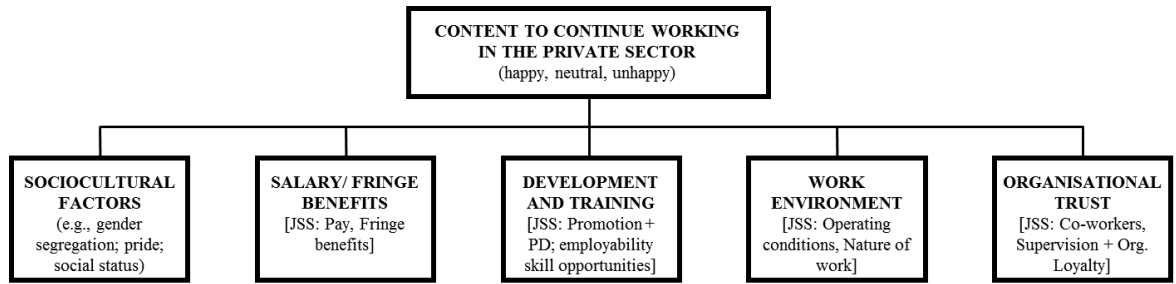 CONTENT TO CONTINUE WORKING
IN THE PRIVATE SECTOR
(happy, neutral, unhappy)
SOCIOCULTURAL
FACTORS
(e.g., gender
segregation; pride;
social status)
SALARY/ FRINGE
BENEFITS
[JSS: Pay, Fringe
benefits]
DEVELOPMENT
AND TRAINING
[JSS: Promotion +
PD; employability
skill opportunities]
WORK
ENVIRONMENT
[JSS: Operating
conditions, Nature of
work]
ORGANISATIONAL
TRUST
[JSS: Co-workers,
Supervision + Org.
Loyalty]